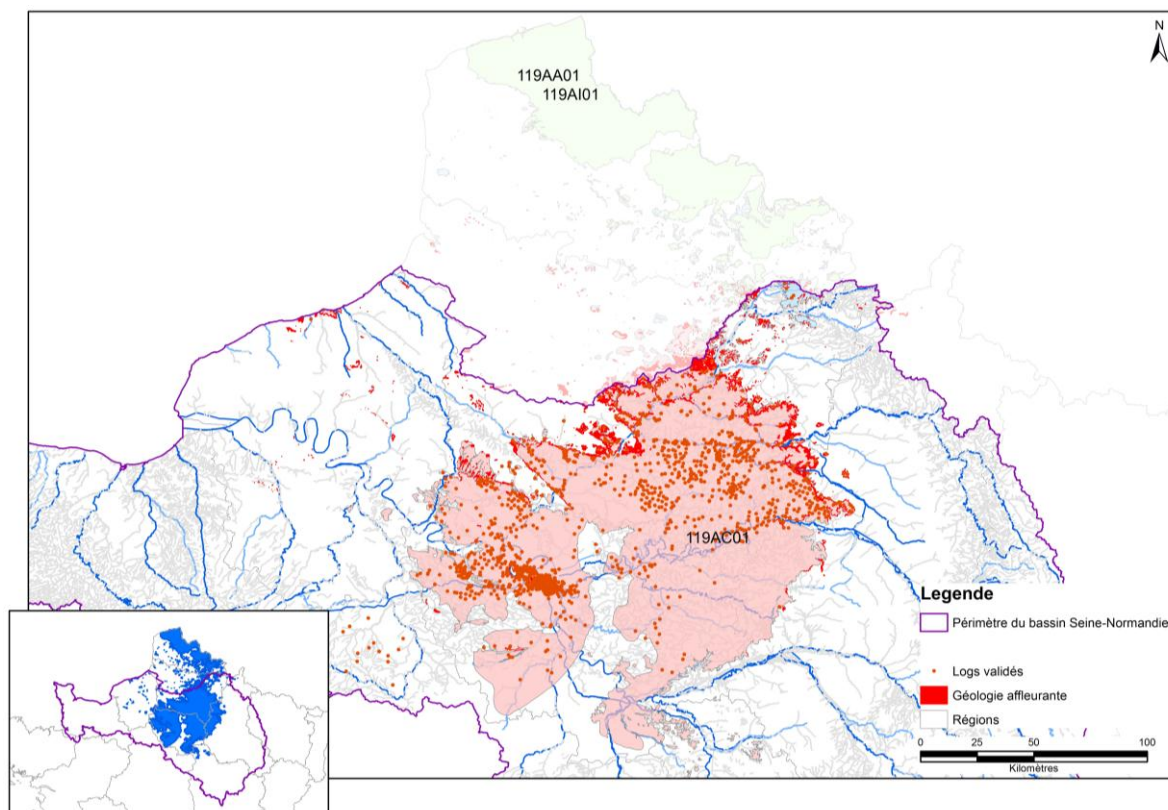 N
119AA01
119AI01
119AC01
Legende
Périmètre du bassin Seine-Normandie
Logs validés
Géologie affleurante
Régions
0 25 50 100
Kilomètres